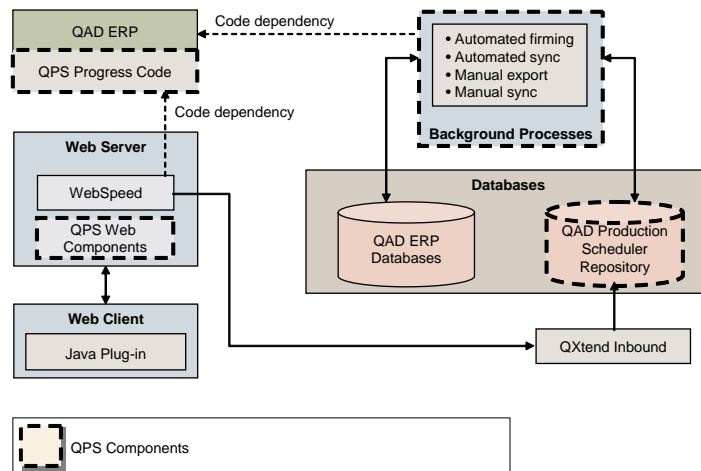 QAD ERP
QPS Progress Code
Code dependency
• Automated firming
• Automated sync
• Manual export
• Manual sync
Background Processes
Code dependency
Web Server
WebSpeed
QPS Web
Components
Databases
QAD ERP
Databases
QAD Production
Scheduler
Repository
Web Client
Java Plug-in
QXtend Inbound
QPS Components